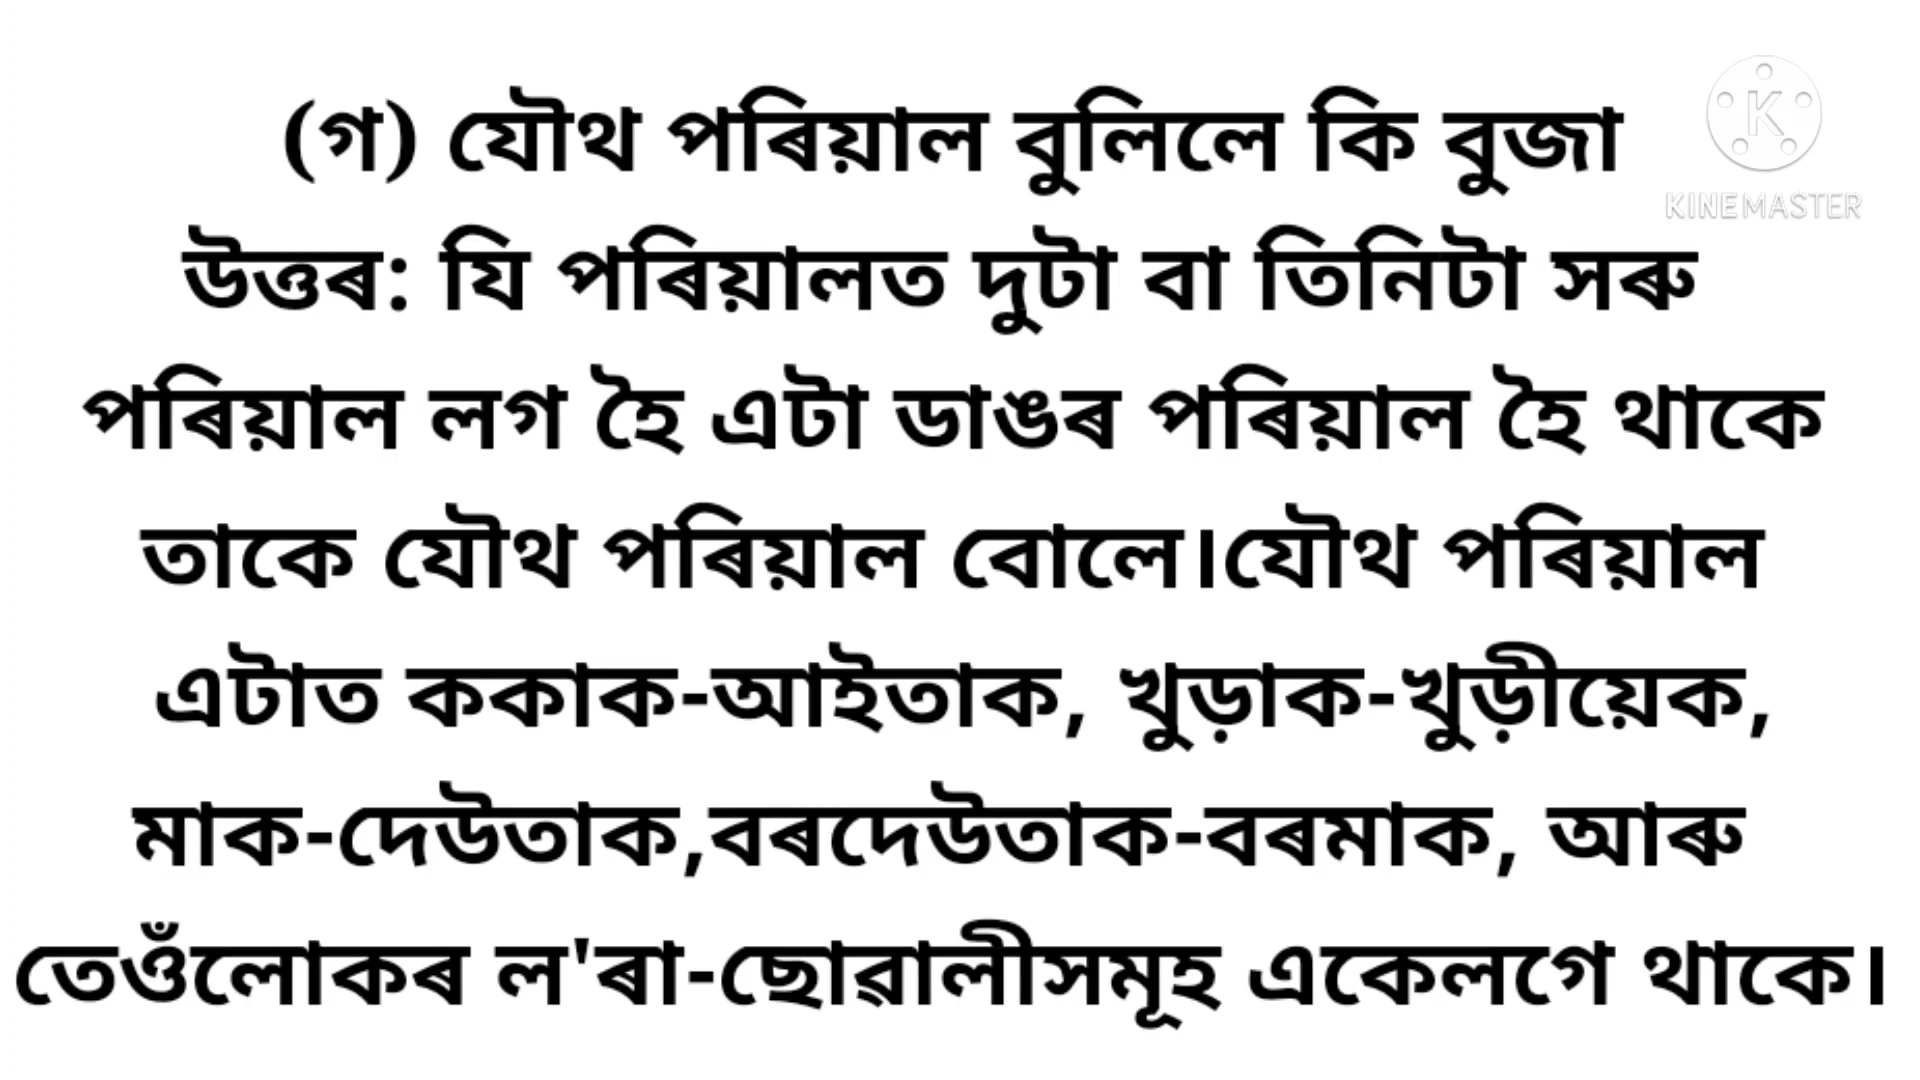 (গ) যৌথ পৰিয়াল বুলিলে কি বুজা
উত্তৰ: যি পৰিয়ালত দুটা বা তিনিটা সৰু
পৰিয়াল লগ হৈ এটা ডাঙৰ পৰিয়াল হৈ থাকে
তাকে যৌথ পৰিয়াল বোলে।যৌথ পৰিয়াল
এটাত ককাক-আইতাক, খুড়াক-খুড়ীয়েক,
মাক-দেউতাক,বৰদেউতাক-বৰমাক, আৰু
তেওঁলোকৰ ল'ৰা-ছোৱালীসমূহ একেলগে থাকে।
K
KINEMASTER